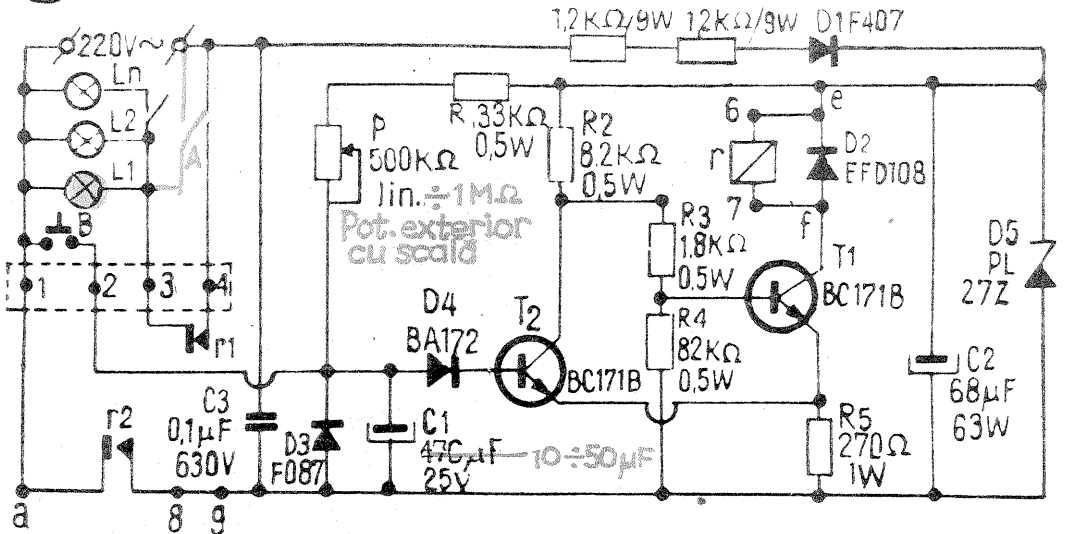 1,2KΩ/9W 12KΩ/9W D1F407
220V~
Ln
L2
L1
A
B
1 2 3 4
r1
r2
a
8 9
P
500KΩ
lin. ÷1MΩ
Pot. exterior
cu scală
R 33KΩ
0,5W
R2
8,2KΩ
0,5W
6
e
r
D2
EFD108
7
f
R3
1.8KΩ
0,5W
T1
BC171B
D5
PL
27Z
D4
BA172
T2
BC171B
R4
82KΩ
0,5W
C2
68µF
63W
C3
0,1µF
630V
D3
F087
C1
470µF 10÷50µF
25V
R5
270Ω
1W